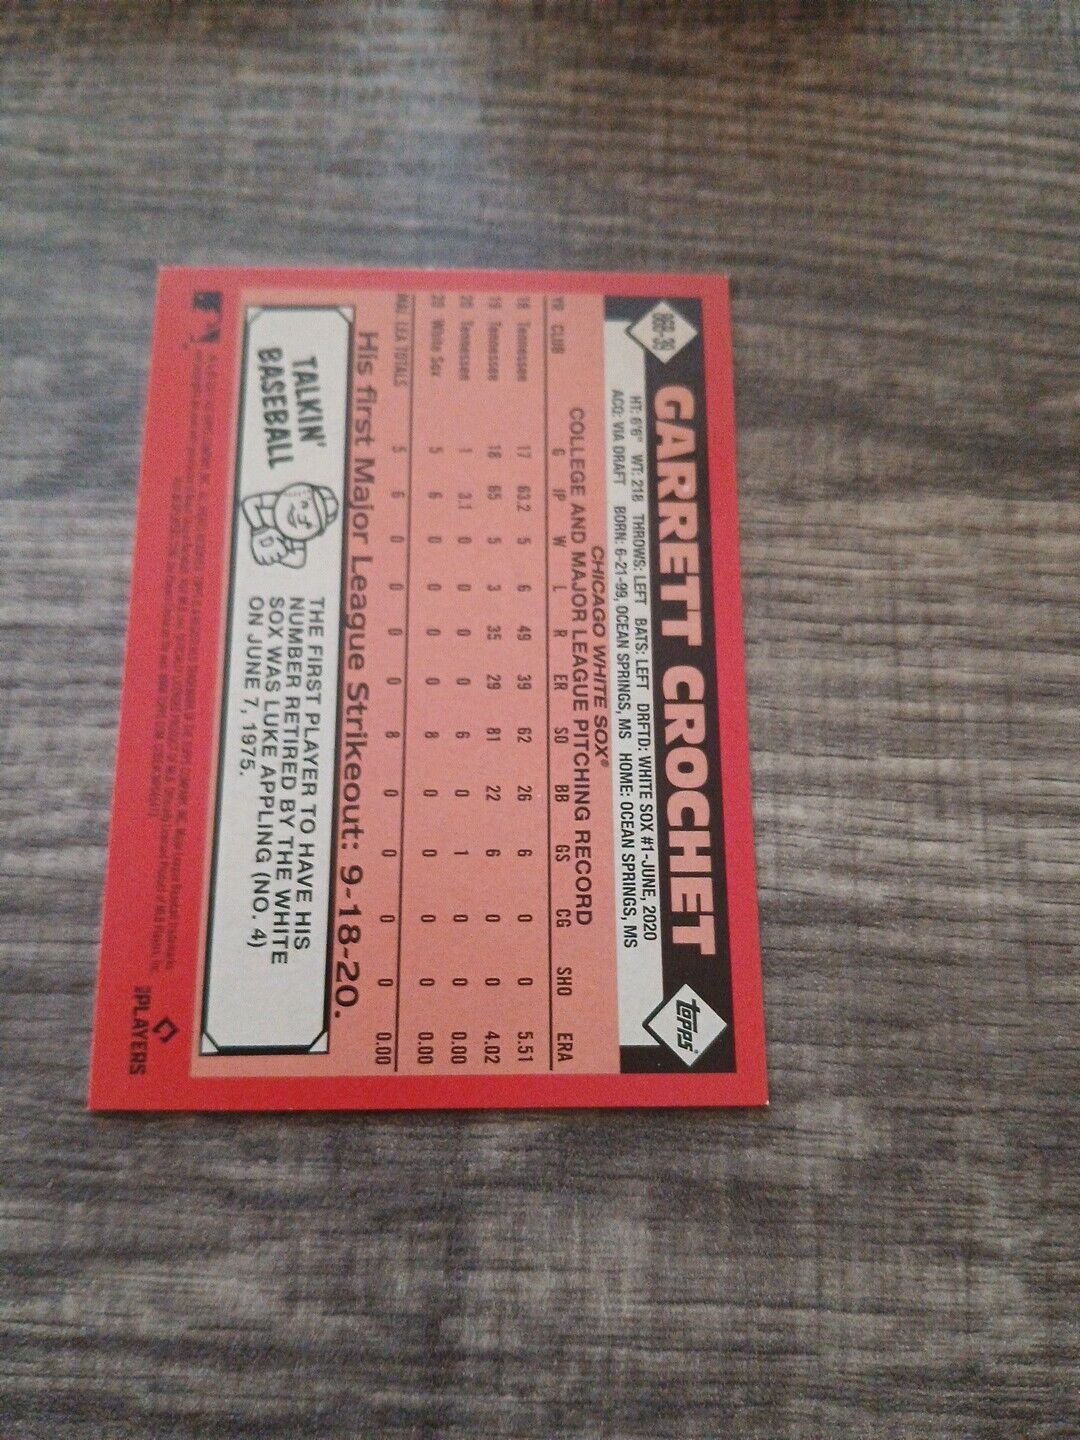 86B-39
GARRETT CROCHET
topps®
HT: 6'6" WT: 218 THROWS: LEFT BATS: LEFT DRFTD: WHITE SOX #1-JUNE, 2020
ACQ: VIA DRAFT BORN: 6-21-99, OCEAN SPRINGS, MS HOME: OCEAN SPRINGS, MS
CHICAGO WHITE SOX®
COLLEGE AND MAJOR LEAGUE PITCHING RECORD
YR CLUB G IP W L R ER SO BB GS CG SHO ERA
18 Tennessee 17 63.2 5 6 49 39 62 26 6 0 0 5.51
19 Tennessee 18 65 5 3 35 29 81 22 6 0 0 4.02
20 Tennessee 1 3.1 0 0 0 0 6 0 1 0 0 0.00
20 White Sox 5 6 0 0 0 0 8 0 0 0 0 0.00
MAJ. LEA. TOTALS 5 6 0 0 0 0 8 0 0 0 0 0.00
His first Major League Strikeout: 9-18-20.
TALKIN'
BASEBALL
THE FIRST PLAYER TO HAVE HIS
NUMBER RETIRED BY THE WHITE
SOX WAS LUKE APPLING (NO. 4)
ON JUNE 7, 1975.
MLB PLAYERS